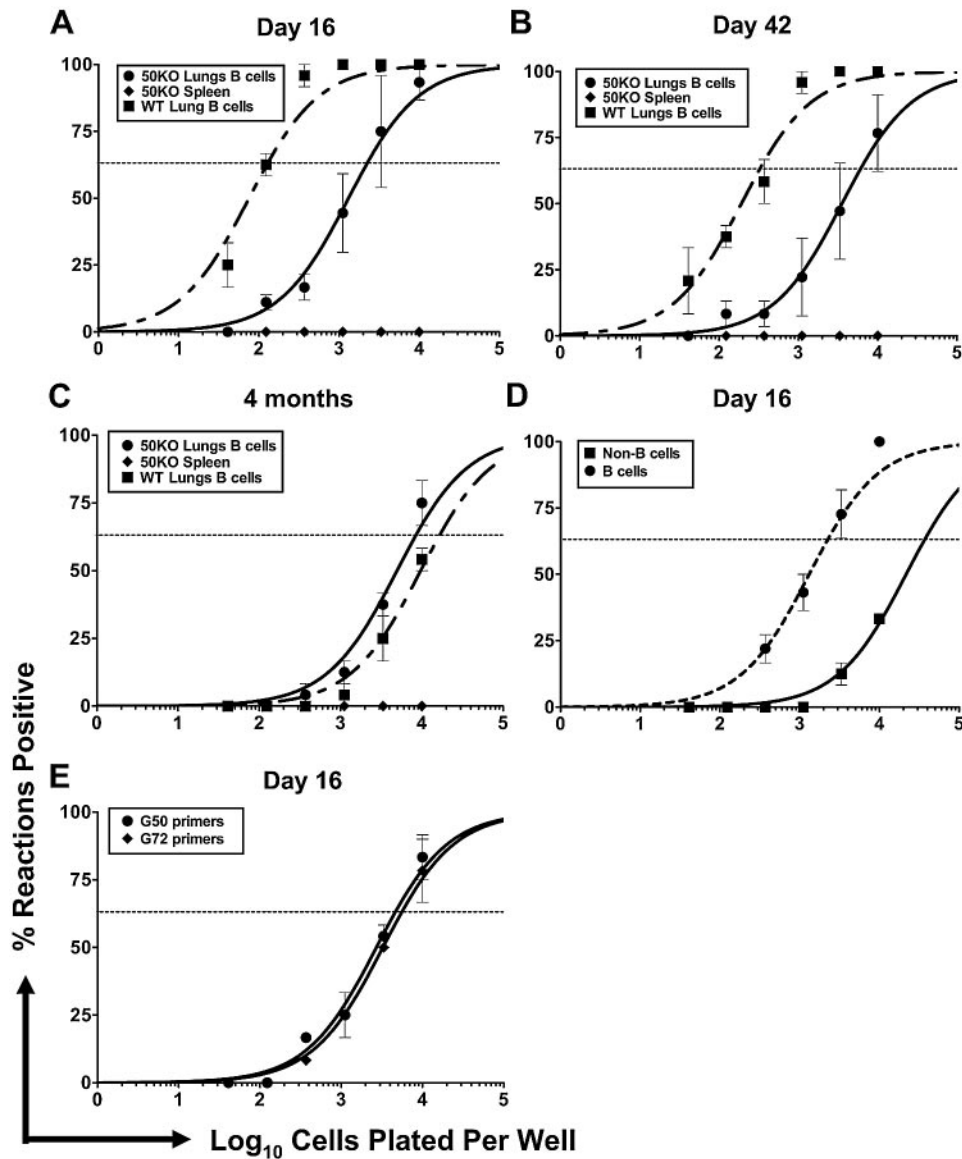 A
Day 16
100
75
50
25
0
50KO Lungs B cells
50KO Spleen
WT Lung B cells
0 1 2 3 4 5
B
Day 42
100
75
50
25
0
50KO Lungs B cells
50KO Spleen
WT Lungs B cells
0 1 2 3 4 5
C
4 months
100
75
50
25
0
50KO Lungs B cells
50KO Spleen
WT Lungs B cells
0 1 2 3 4 5
D
Day 16
100
75
50
25
0
Non-B cells
B cells
0 1 2 3 4 5
E
Day 16
100
75
50
25
0
G50 primers
G72 primers
0 1 2 3 4 5
% Reactions Positive
Log10 Cells Plated Per Well